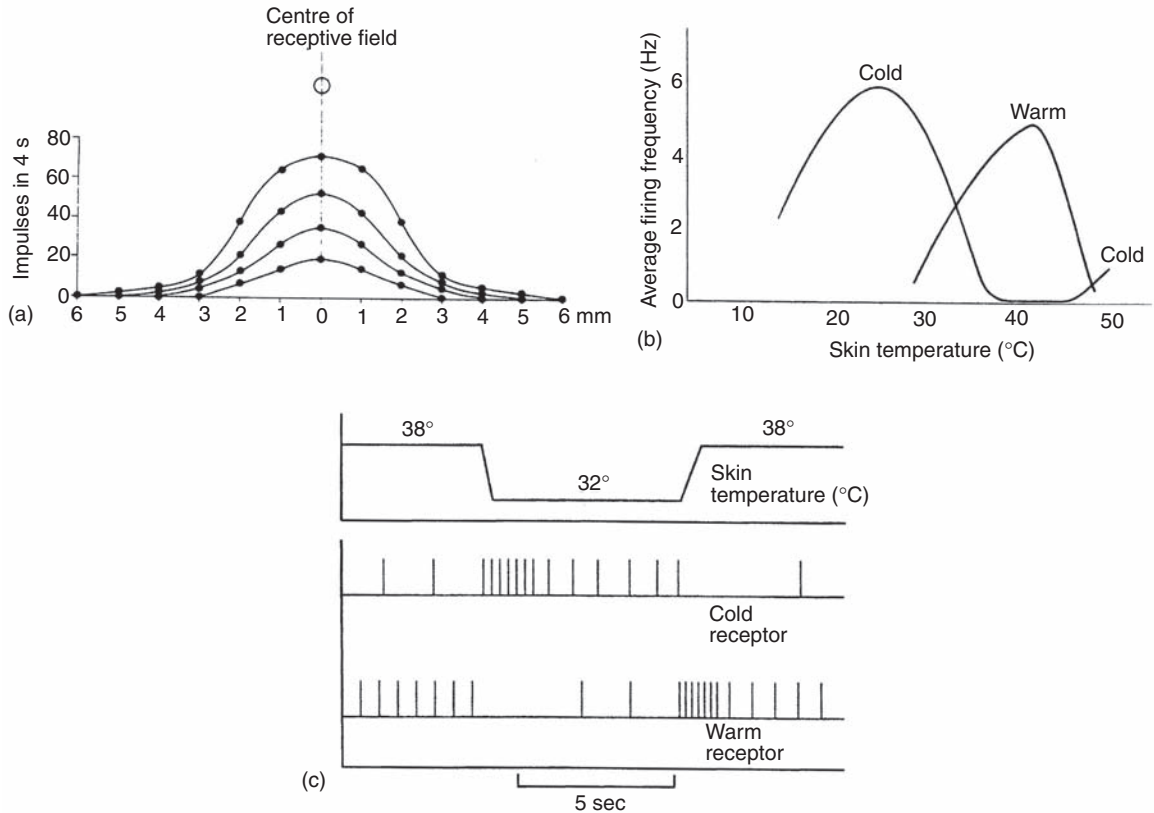 Centre of
receptive field
Impulses in 4 s
80
60
40
20
0
6 5 4 3 2 1 0 1 2 3 4 5 6 mm
(a)
Average firing frequency (Hz)
6
4
2
0
Cold
Warm
Cold
10 20 30 40 50
Skin temperature (°C)
(b)
38°
38°
32°
Skin
temperature (°C)
Cold
receptor
Warm
receptor
(c)
5 sec